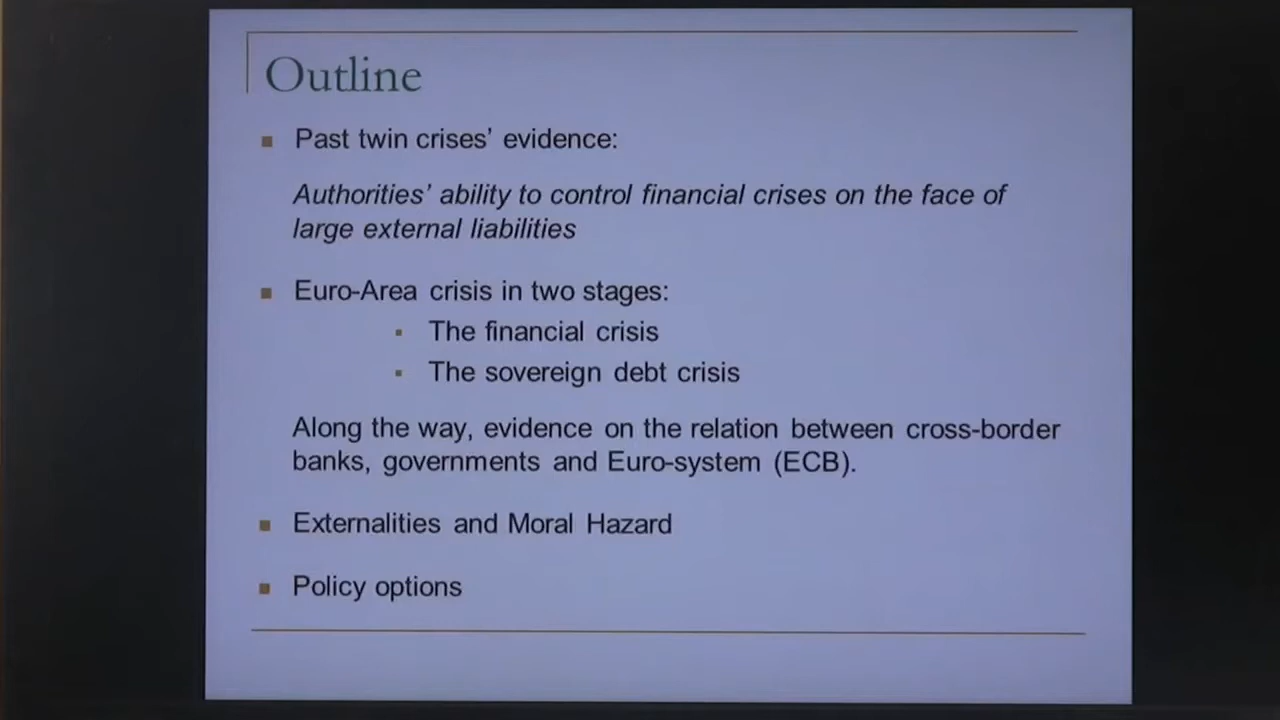 Outline
Past twin crises’ evidence:
Authorities’ ability to control financial crises on the face of
large external liabilities
Euro-Area crisis in two stages:
The financial crisis
The sovereign debt crisis
Along the way, evidence on the relation between cross-border
banks, governments and Euro-system (ECB).
Externalities and Moral Hazard
Policy options